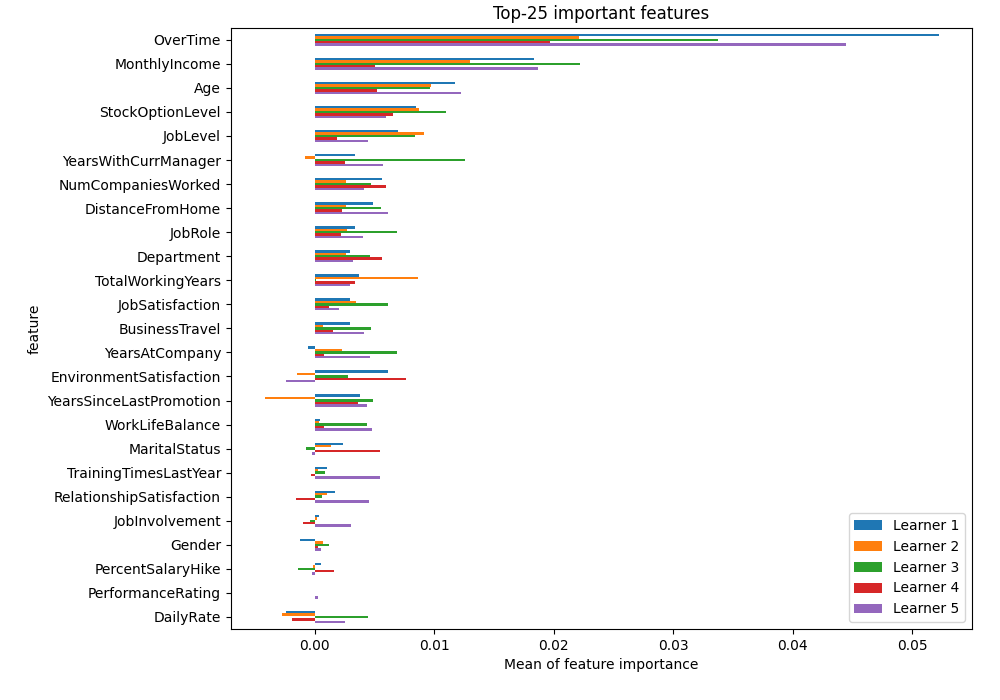 Top-25 important features
OverTime
MonthlyIncome
Age
StockOptionLevel
JobLevel
YearsWithCurrManager
NumCompaniesWorked
DistanceFromHome
JobRole
Department
TotalWorkingYears
JobSatisfaction
BusinessTravel
YearsAtCompany
EnvironmentSatisfaction
YearsSinceLastPromotion
WorkLifeBalance
MaritalStatus
TrainingTimesLastYear
RelationshipSatisfaction
JobInvolvement
Gender
PercentSalaryHike
PerformanceRating
DailyRate
feature
Learner 1
Learner 2
Learner 3
Learner 4
Learner 5
0.00 0.01 0.02 0.03 0.04 0.05
Mean of feature importance